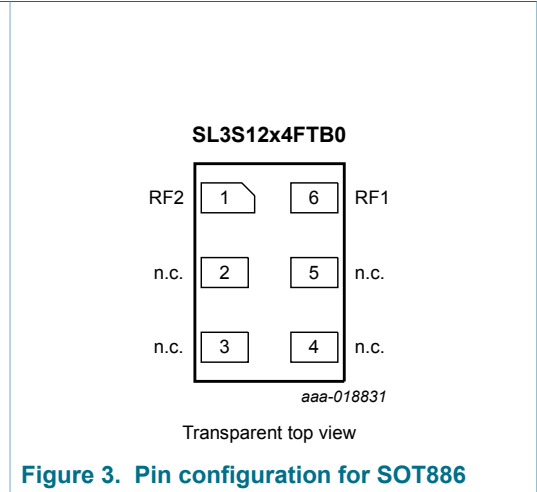 SL3S12x4FTB0
RF2 1 6 RF1
n.c. 2 5 n.c.
n.c. 3 4 n.c.
aaa-018831
Transparent top view
Figure 3. Pin configuration for SOT886